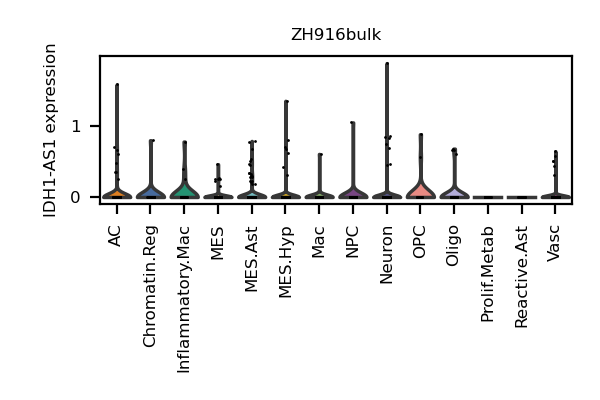 ZH916bulk
IDH1-AS1 expression
1
0
AC
Chromatin.Reg
Inflammatory.Mac
MES
MES.Ast
MES.Hyp
Mac
NPC
Neuron
OPC
Oligo
Prolif.Metab
Reactive.Ast
Vasc